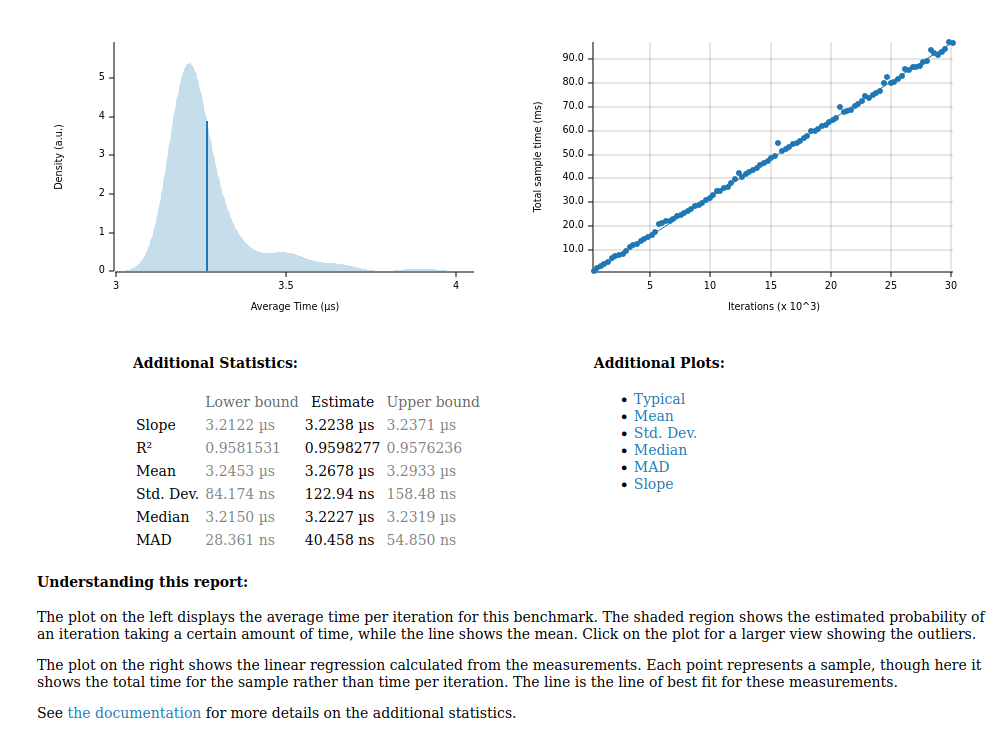 5
4
3
2
1
0
Density (a.u.)
3
3.5
4
Average Time (µs)
90.0
80.0
70.0
60.0
50.0
40.0
30.0
20.0
10.0
Total sample time (ms)
5
10
15
20
25
30
Iterations (x 10^3)
Additional Statistics:
Lower bound Estimate Upper bound
Slope 3.2122 µs 3.2238 µs 3.2371 µs
R² 0.9581531 0.9598277 0.9576236
Mean 3.2453 µs 3.2678 µs 3.2933 µs
Std. Dev. 84.174 ns 122.94 ns 158.48 ns
Median 3.2150 µs 3.2227 µs 3.2319 µs
MAD 28.361 ns 40.458 ns 54.850 ns
Additional Plots:
• Typical
• Mean
• Std. Dev.
• Median
• MAD
• Slope
Understanding this report:
The plot on the left displays the average time per iteration for this benchmark. The shaded region shows the estimated probability of
an iteration taking a certain amount of time, while the line shows the mean. Click on the plot for a larger view showing the outliers.
The plot on the right shows the linear regression calculated from the measurements. Each point represents a sample, though here it
shows the total time for the sample rather than time per iteration. The line is the line of best fit for these measurements.
See the documentation for more details on the additional statistics.